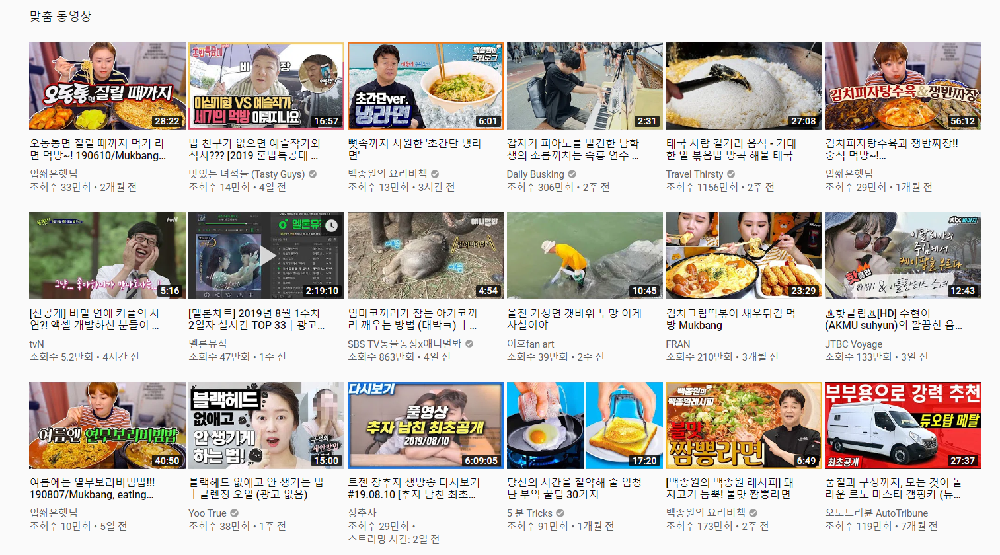 맞춤 동영상
오동통면 질릴 때까지
28:22
혼밥특공대
비 장
예술작가
이십끼형 VS 예술작가
세기의 먹방 이뤄지나요
16:57
백종원의
쿠킹로그
초간단ver.
냉라면
6:01
2:31
27:08
김치피자탕수육&쟁반짜장
56:12
오동통면 질릴 때까지 먹기 라
면 먹방~! 190610/Mukbang...
입짧은햇님
조회수 33만회 • 2개월 전
밥 친구가 없으면 예술작가와
식사??? [2019 혼밥특공대 ...
맛있는 녀석들 (Tasty Guys)
조회수 14만회 • 4일 전
뼛속까지 시원한 '초간단 냉라
면'
백종원의 요리비책
조회수 13만회 • 3시간 전
갑자기 피아노를 발견한 남학
생의 소름끼치는 즉흥 연주 ...
Daily Busking
조회수 306만회 • 2주 전
태국 사람 길거리 음식 - 거대
한 알 볶음밥 방콕 해물 태국
Travel Thirsty
조회수 1156만회 • 2주 전
김치피자탕수육과 쟁반짜장!!
중식 먹방~!...
입짧은햇님
조회수 29만회 • 1개월 전
tvN
그냥... 좋아하니까 만나보자는...!
5:16
멜론뮤직
2:19:10
애니멀봐
쌔근
일어나야지?
쌔근
4:54
10:45
23:29
jtbc 봐야지
이탈리아의
중심에서
케이팝을 부르다
핫클립
삐삐 & 아틀란티스 소녀
12:43
[선공개] 비밀 연애 커플의 사
연?! 액셀 개발하신 분들이 ...
tvN
조회수 5.2만회 • 4시간 전
[멜론차트] 2019년 8월 1주차
2일자 실시간 TOP 33｜광고...
멜론뮤직
조회수 47만회 • 1주 전
엄마코끼리가 잠든 아기코끼
리 깨우는 방법 (대박ㅋ) ㅣ...
SBS TV동물농장x애니멀봐
조회수 863만회 • 4일 전
울진 기성면 갯바위 투망 이게
사실이야
이호fan art
조회수 39만회 • 2주 전
김치크림떡볶이 새우튀김 먹
방 Mukbang
FRAN
조회수 210만회 • 3개월 전
♨핫클립♨[HD] 수현이
(AKMU suhyun)의 깔끔한 음...
JTBC Voyage
조회수 133만회 • 3일 전
여름엔 열무보리비빔밥
40:50
블랙헤드
없애고
안 생기게
하는 법!
무적의
세안방법
15:00
다시보기
풀영상
추자 남친 최초공개
2019/08/10
6:09:05
17:20
백종원의
백종원레시피
불맛
짬뽕라면
6:49
부부용으로 강력 추천
듀오탑 메탈
최초공개
27:37
여름에는 열무보리비빔밥!!!
190807/Mukbang, eating...
입짧은햇님
조회수 10만회 • 5일 전
블랙헤드 없애고 안 생기는 법
ㅣ클렌징 오일 (광고 없음)
Yoo True
조회수 38만회 • 1주 전
트젠 장추자 생방송 다시보기
#19.08.10 [추자 남친 최초...
장추자
조회수 29만회 •
스트리밍 시간: 2일 전
당신의 시간을 절약해 줄 엄청
난 부엌 꿀팁 30가지
5 분 Tricks
조회수 91만회 • 1개월 전
[백종원의 백종원 레시피] 돼
지고기 듬뿍! 불맛 짬뽕라면
백종원의 요리비책
조회수 173만회 • 2주 전
품질과 구성까지, 모든 것이 놀
라운 르노 마스터 캠핑카 (듀...
오토트리뷴 AutoTribune
조회수 119만회 • 7개월 전